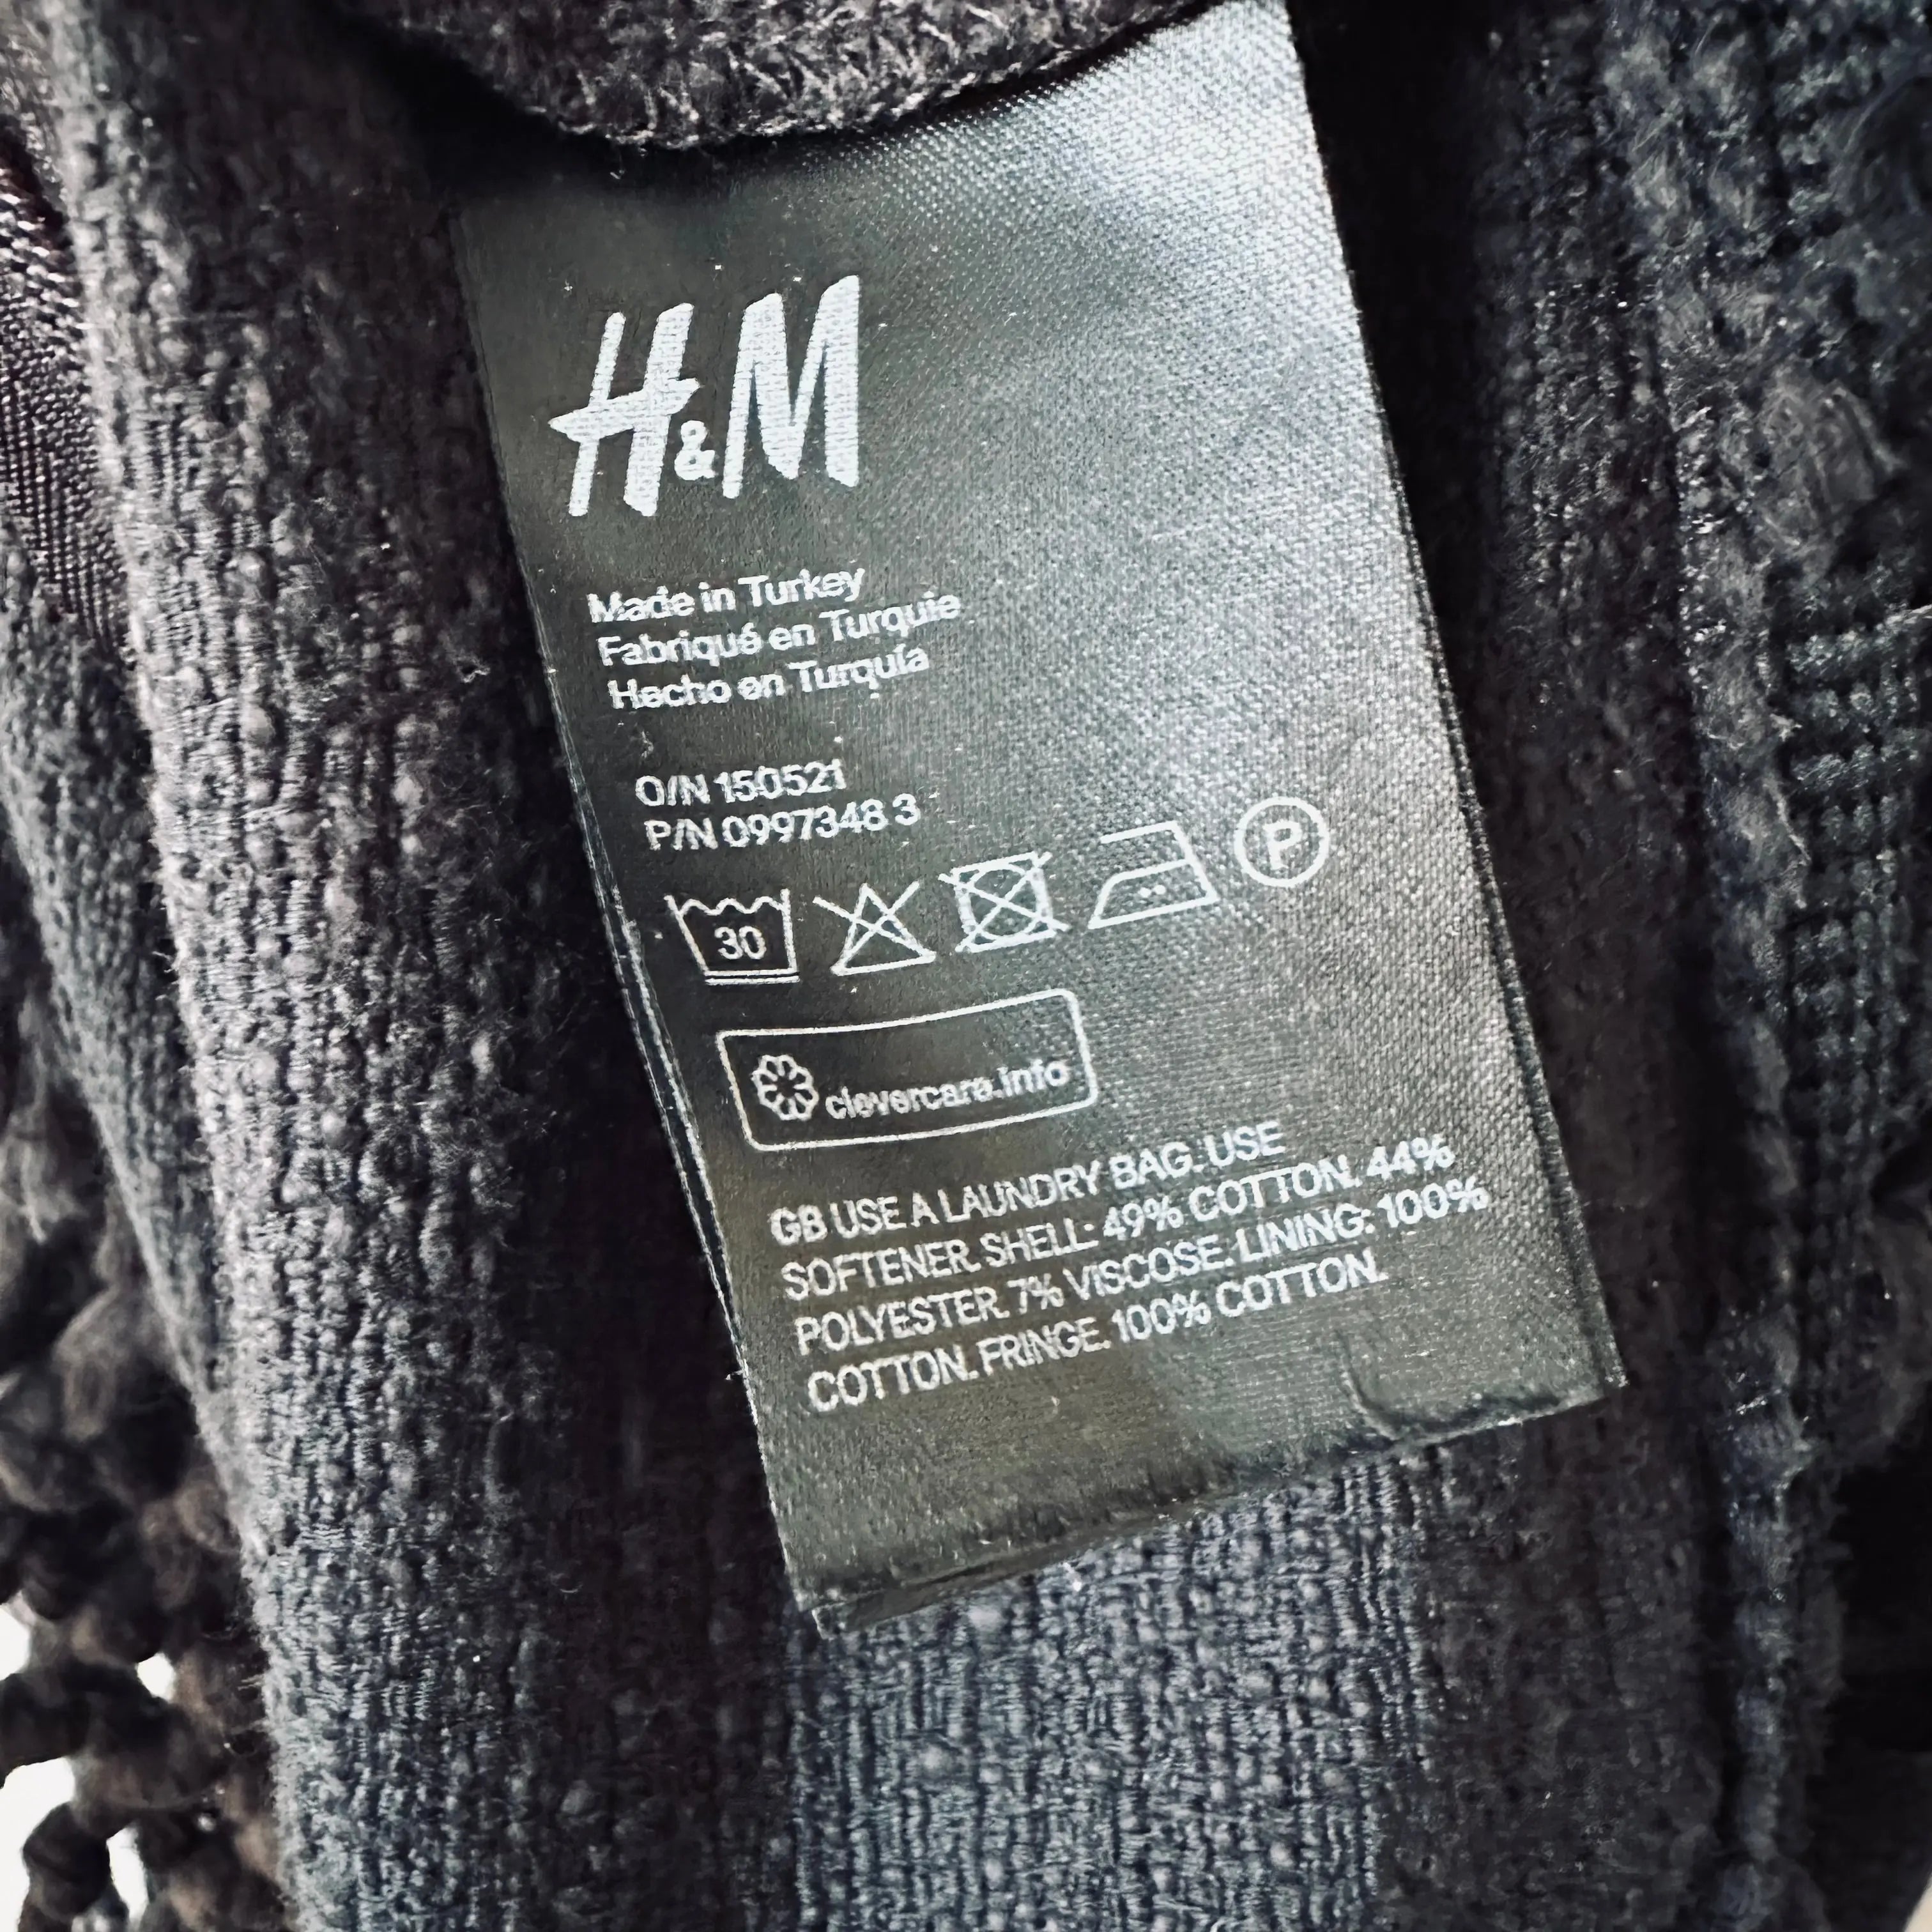 H&M
Made in Turkey
Fabriqué en Turquie
Hecho en Turquía
O/N 150521
P/N 0997348 3
30
P
clevercare.info
GB USE A LAUNDRY BAG. USE
SOFTENER. SHELL: 49% COTTON. 44%
POLYESTER. 7% VISCOSE. LINING: 100%
COTTON. FRINGE. 100% COTTON.